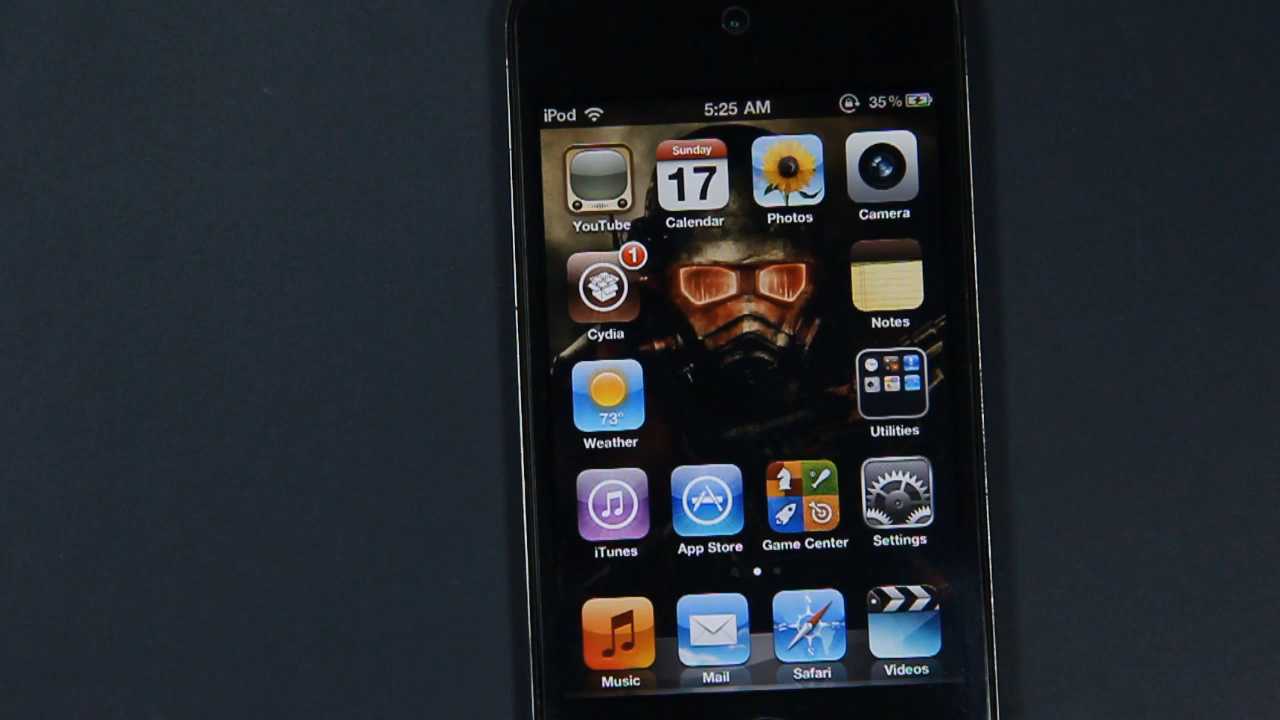 iPod 5:25 AM 35%
Sunday
17
YouTube Calendar Photos Camera
1
Cydia Notes
73°
Weather Utilities
iTunes App Store Game Center Settings
Music Mail Safari Videos